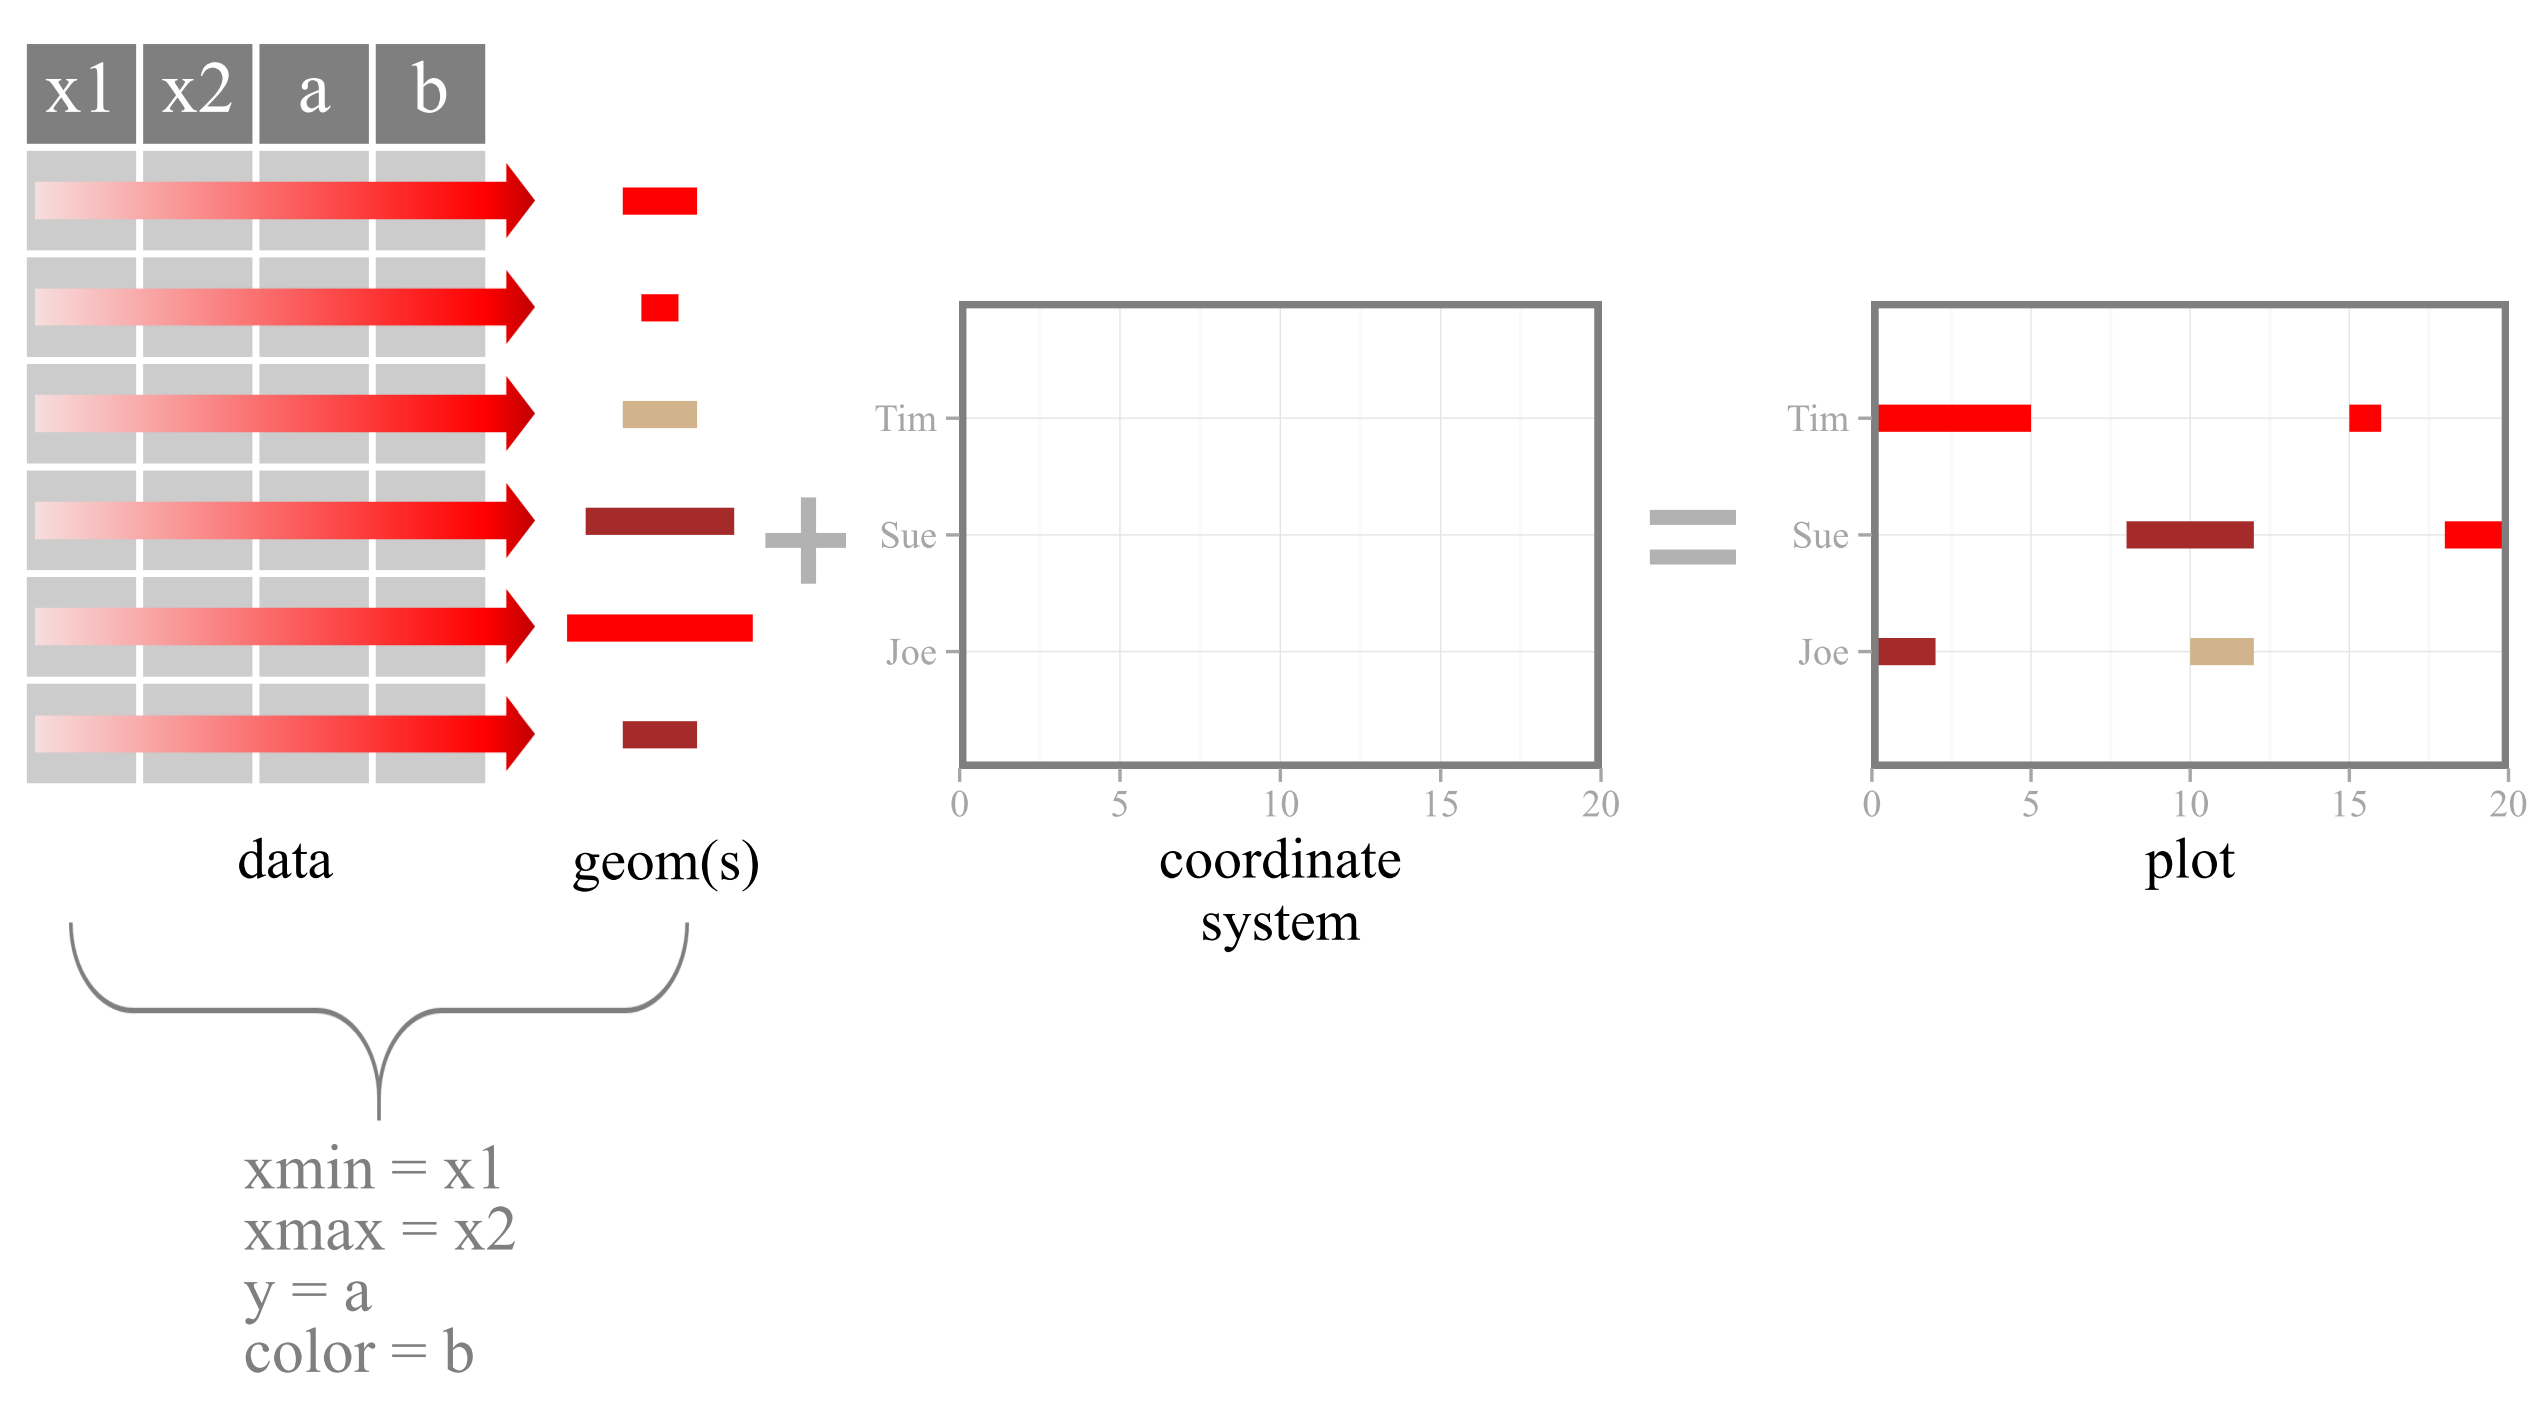 x1 x2 a b
Tim
Sue
Joe
0 5 10 15 20
Tim
Sue
Joe
0 5 10 15 20
data
geom(s)
coordinate
system
plot
xmin = x1
xmax = x2
y = a
color = b